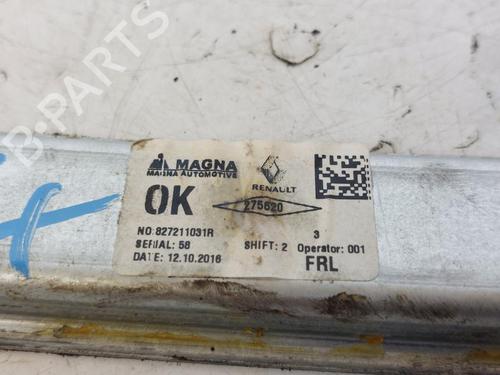 MAGNA
MAGNA AUTOMOTIVE
RENAULT
OK
275620
NO:827211031R
3
SERIAL: 58
SHIFT: 2
Operator: 001
DATE: 12.10.2016
FRL
B-PARTS